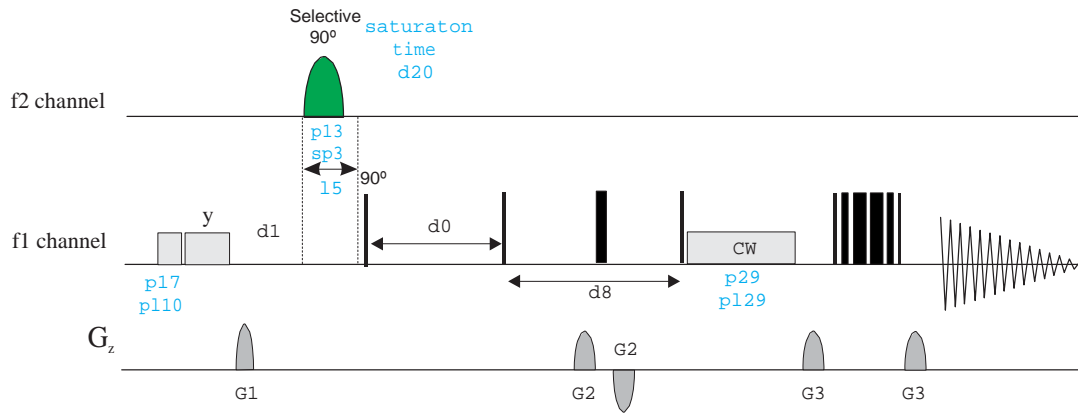 Selective
90º
saturaton
time
d20
f2 channel
p13
sp3
l5
90º
y
d1
d0
f1 channel
CW
p17
pl10
d8
p29
pl29
Gz
G2
G1
G2
G3
G3